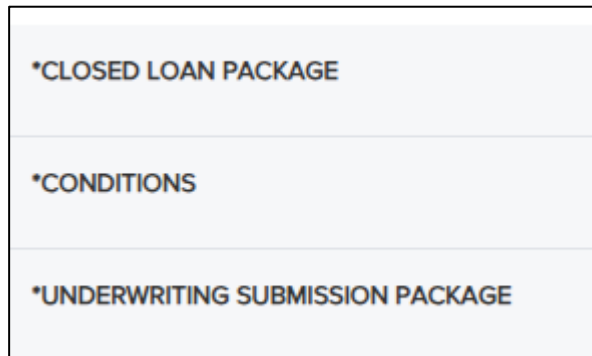 *CLOSED LOAN PACKAGE
*CONDITIONS
*UNDERWRITING SUBMISSION PACKAGE